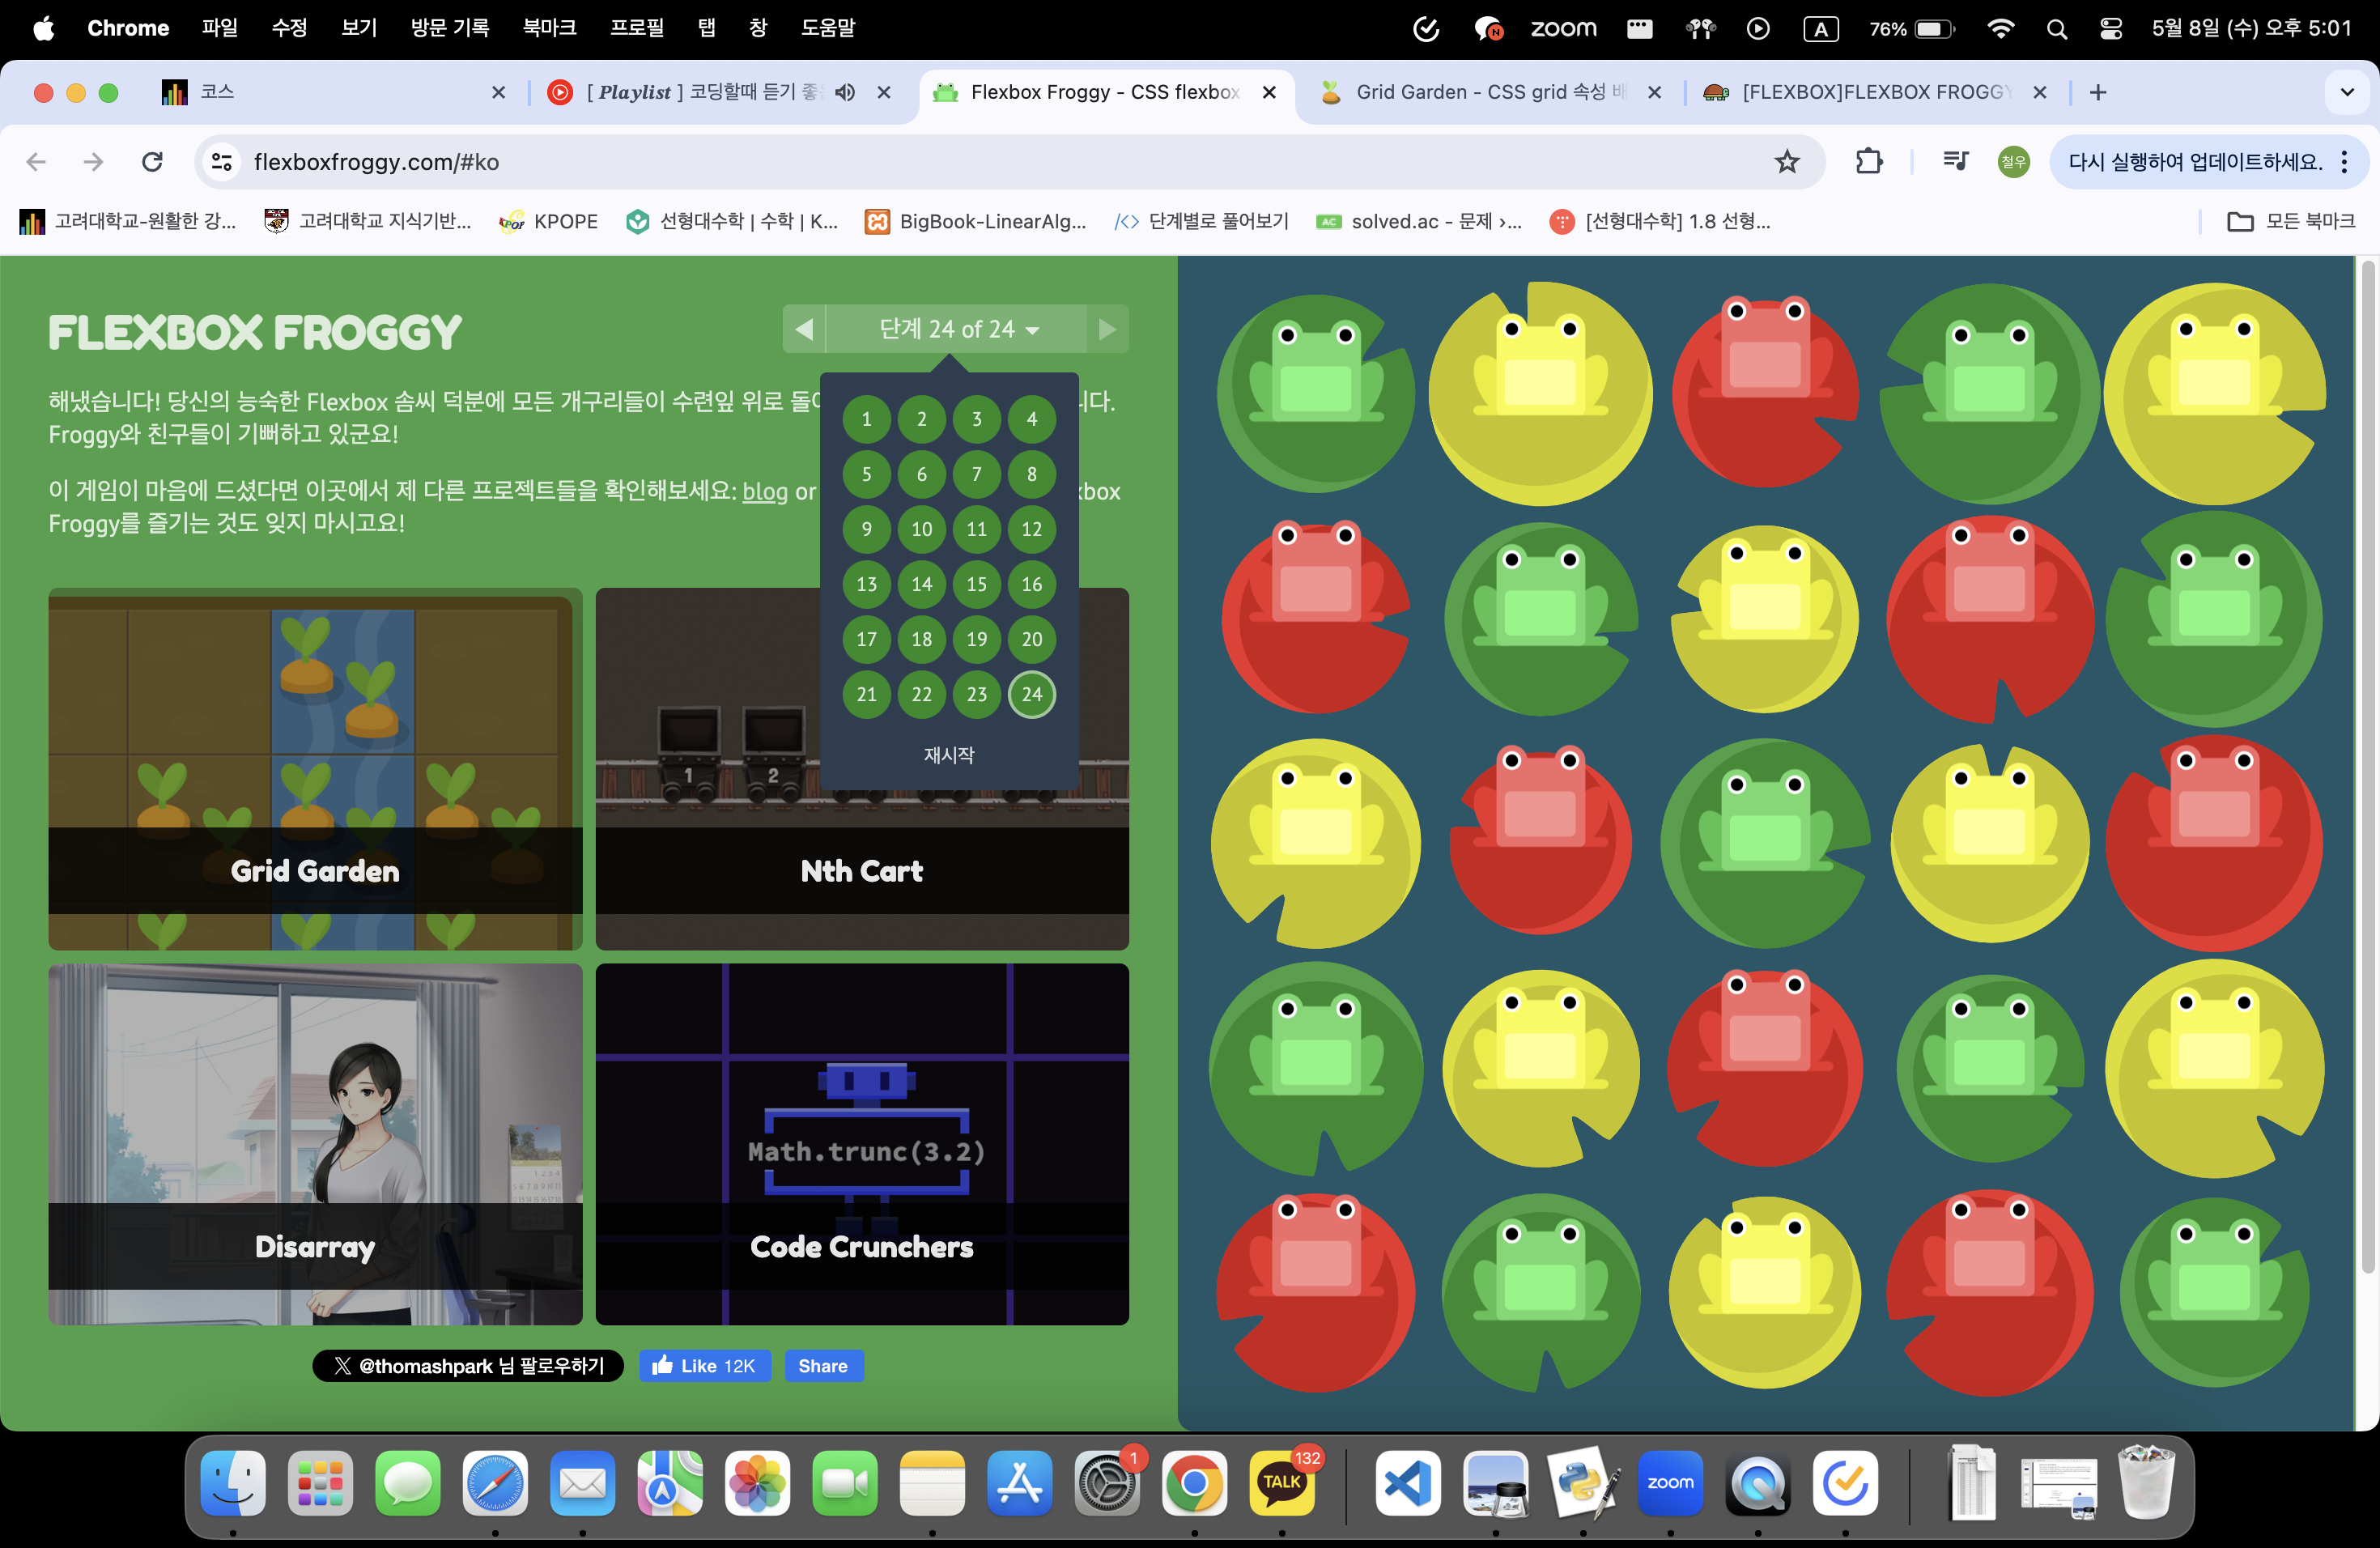 Chrome 파일 수정 보기 방문 기록 북마크 프로필 탭 창 도움말 zoom A 76% 5월 8일 (수) 오후 5:01
코스 [ Playlist ] 코딩할때 듣기 좋은 Flexbox Froggy - CSS flexbox Grid Garden - CSS grid 속성 배 [FLEXBOX]FLEXBOX FROGGY
flexboxfroggy.com/#ko 철우 다시 실행하여 업데이트하세요.
고려대학교-원활한 강... 고려대학교 지식기반... KPOPE 선형대수학 | 수학 | K... BigBook-LinearAlg... 단계별로 풀어보기 AC solved.ac - 문제 ›... [선형대수학] 1.8 선형... 모든 북마크
FLEXBOX FROGGY
단계 24 of 24
해냈습니다! 당신의 능숙한 Flexbox 솜씨 덕분에 모든 개구리들이 수련잎 위로 돌아 니다.
Froggy와 친구들이 기뻐하고 있군요!
이 게임이 마음에 드셨다면 이곳에서 제 다른 프로젝트들을 확인해보세요: blog or xbox
Froggy를 즐기는 것도 잊지 마시고요!
1 2 3 4
5 6 7 8
9 10 11 12
13 14 15 16
17 18 19 20
21 22 23 24
재시작
1 2
Grid Garden
Nth Cart
Math.trunc(3.2)
Disarray
Code Crunchers
X @thomashpark 님 팔로우하기 Like 12K Share
1 TALK 132 zoom